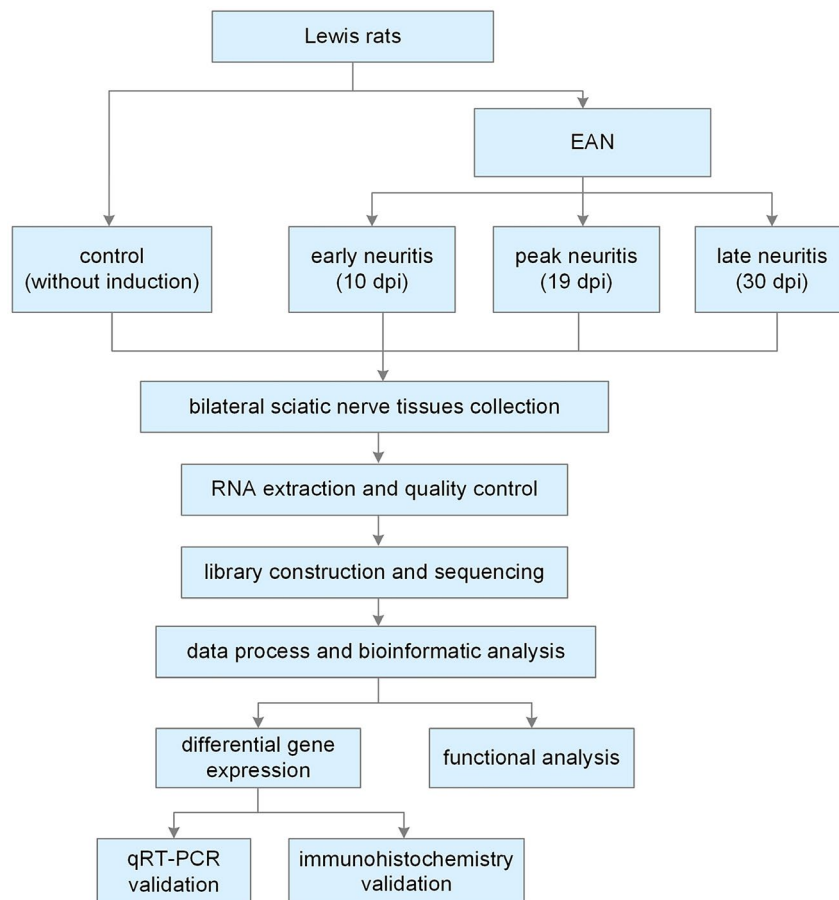 Lewis rats
EAN
control
(without induction)
early neuritis
(10 dpi)
peak neuritis
(19 dpi)
late neuritis
(30 dpi)
bilateral sciatic nerve tissues collection
RNA extraction and quality control
library construction and sequencing
data process and bioinformatic analysis
differential gene
expression
functional analysis
qRT-PCR
validation
immunohistochemistry
validation